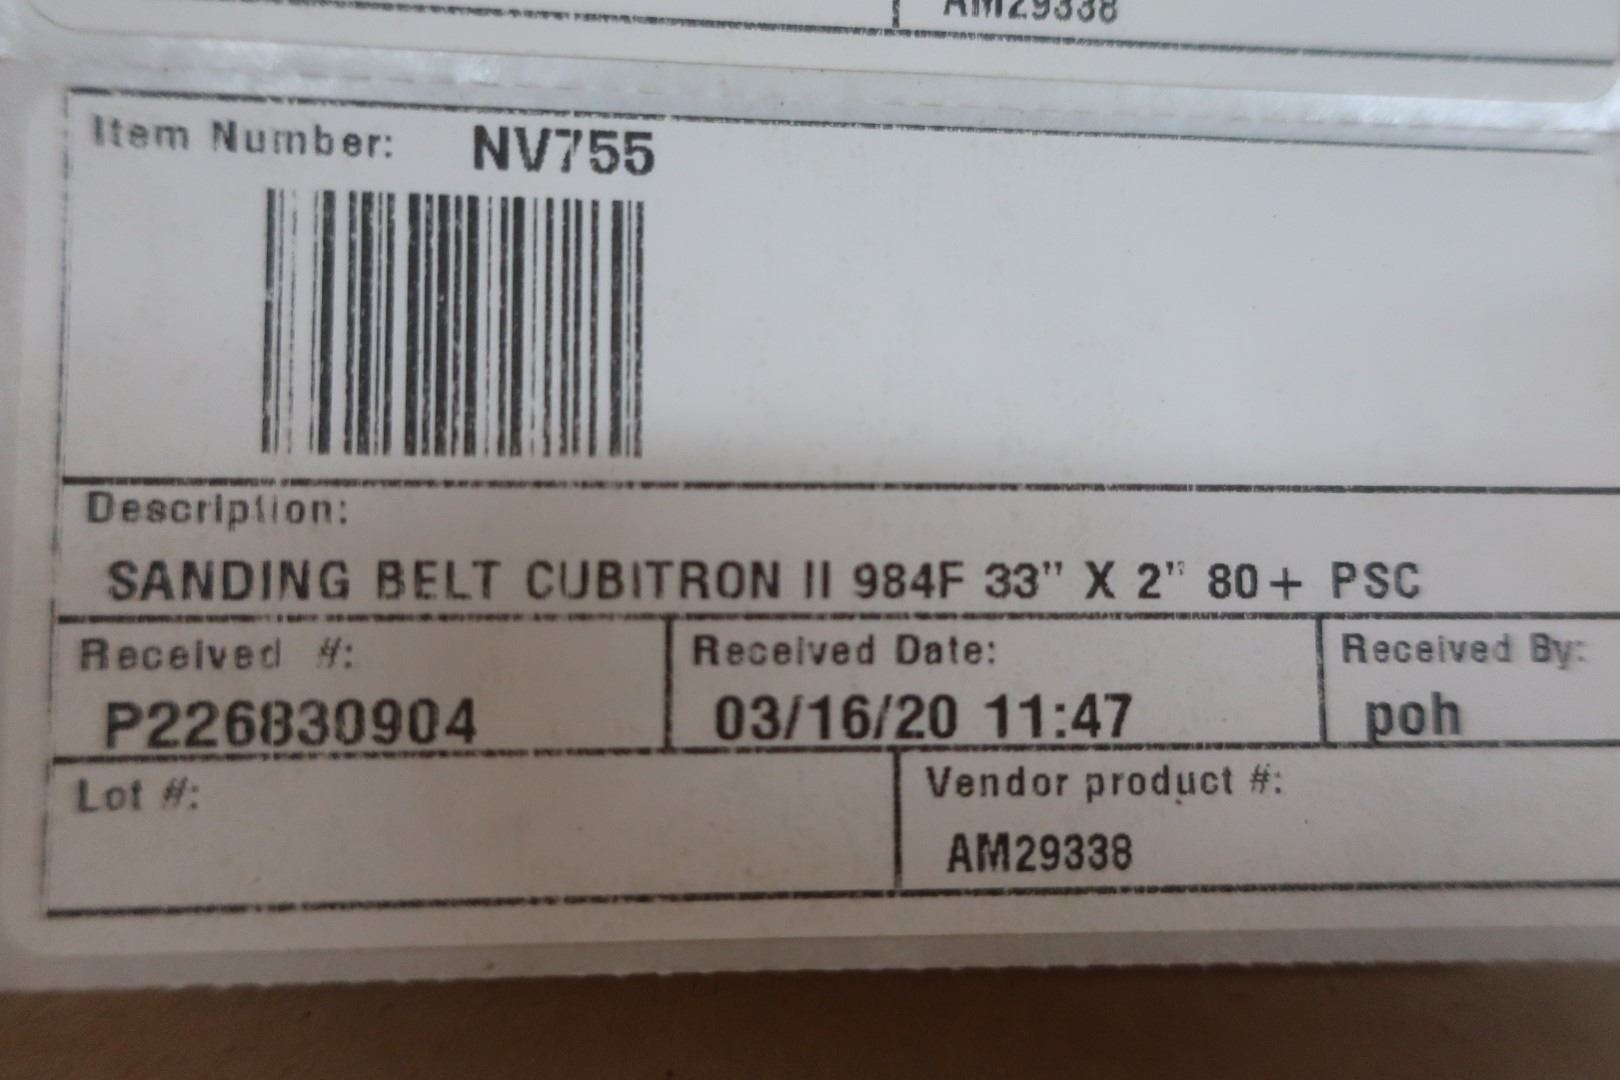 AM29338
Item Number: NV755
Description:
SANDING BELT CUBITRON II 984F 33" X 2" 80+ PSC
Received #: Received Date: Received By:
P226830904 03/16/20 11:47 poh
Lot #: Vendor product #:
AM29338